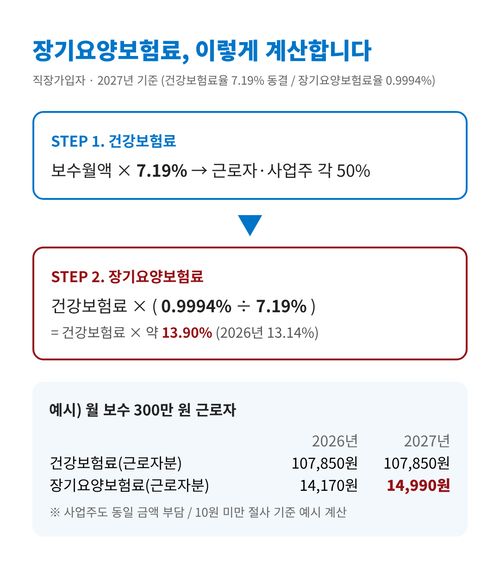 장기요양보험료, 이렇게 계산합니다
직장가입자 · 2027년 기준 (건강보험료율 7.19% 동결 / 장기요양보험료율 0.9994%)
STEP 1. 건강보험료
보수월액 × 7.19% → 근로자·사업주 각 50%
STEP 2. 장기요양보험료
건강보험료 × ( 0.9994% ÷ 7.19% )
= 건강보험료 × 약 13.90% (2026년 13.14%)
예시) 월 보수 300만 원 근로자
2026년 2027년
건강보험료(근로자분) 107,850원 107,850원
장기요양보험료(근로자분) 14,170원 14,990원
※ 사업주도 동일 금액 부담 / 10원 미만 절사 기준 예시 계산